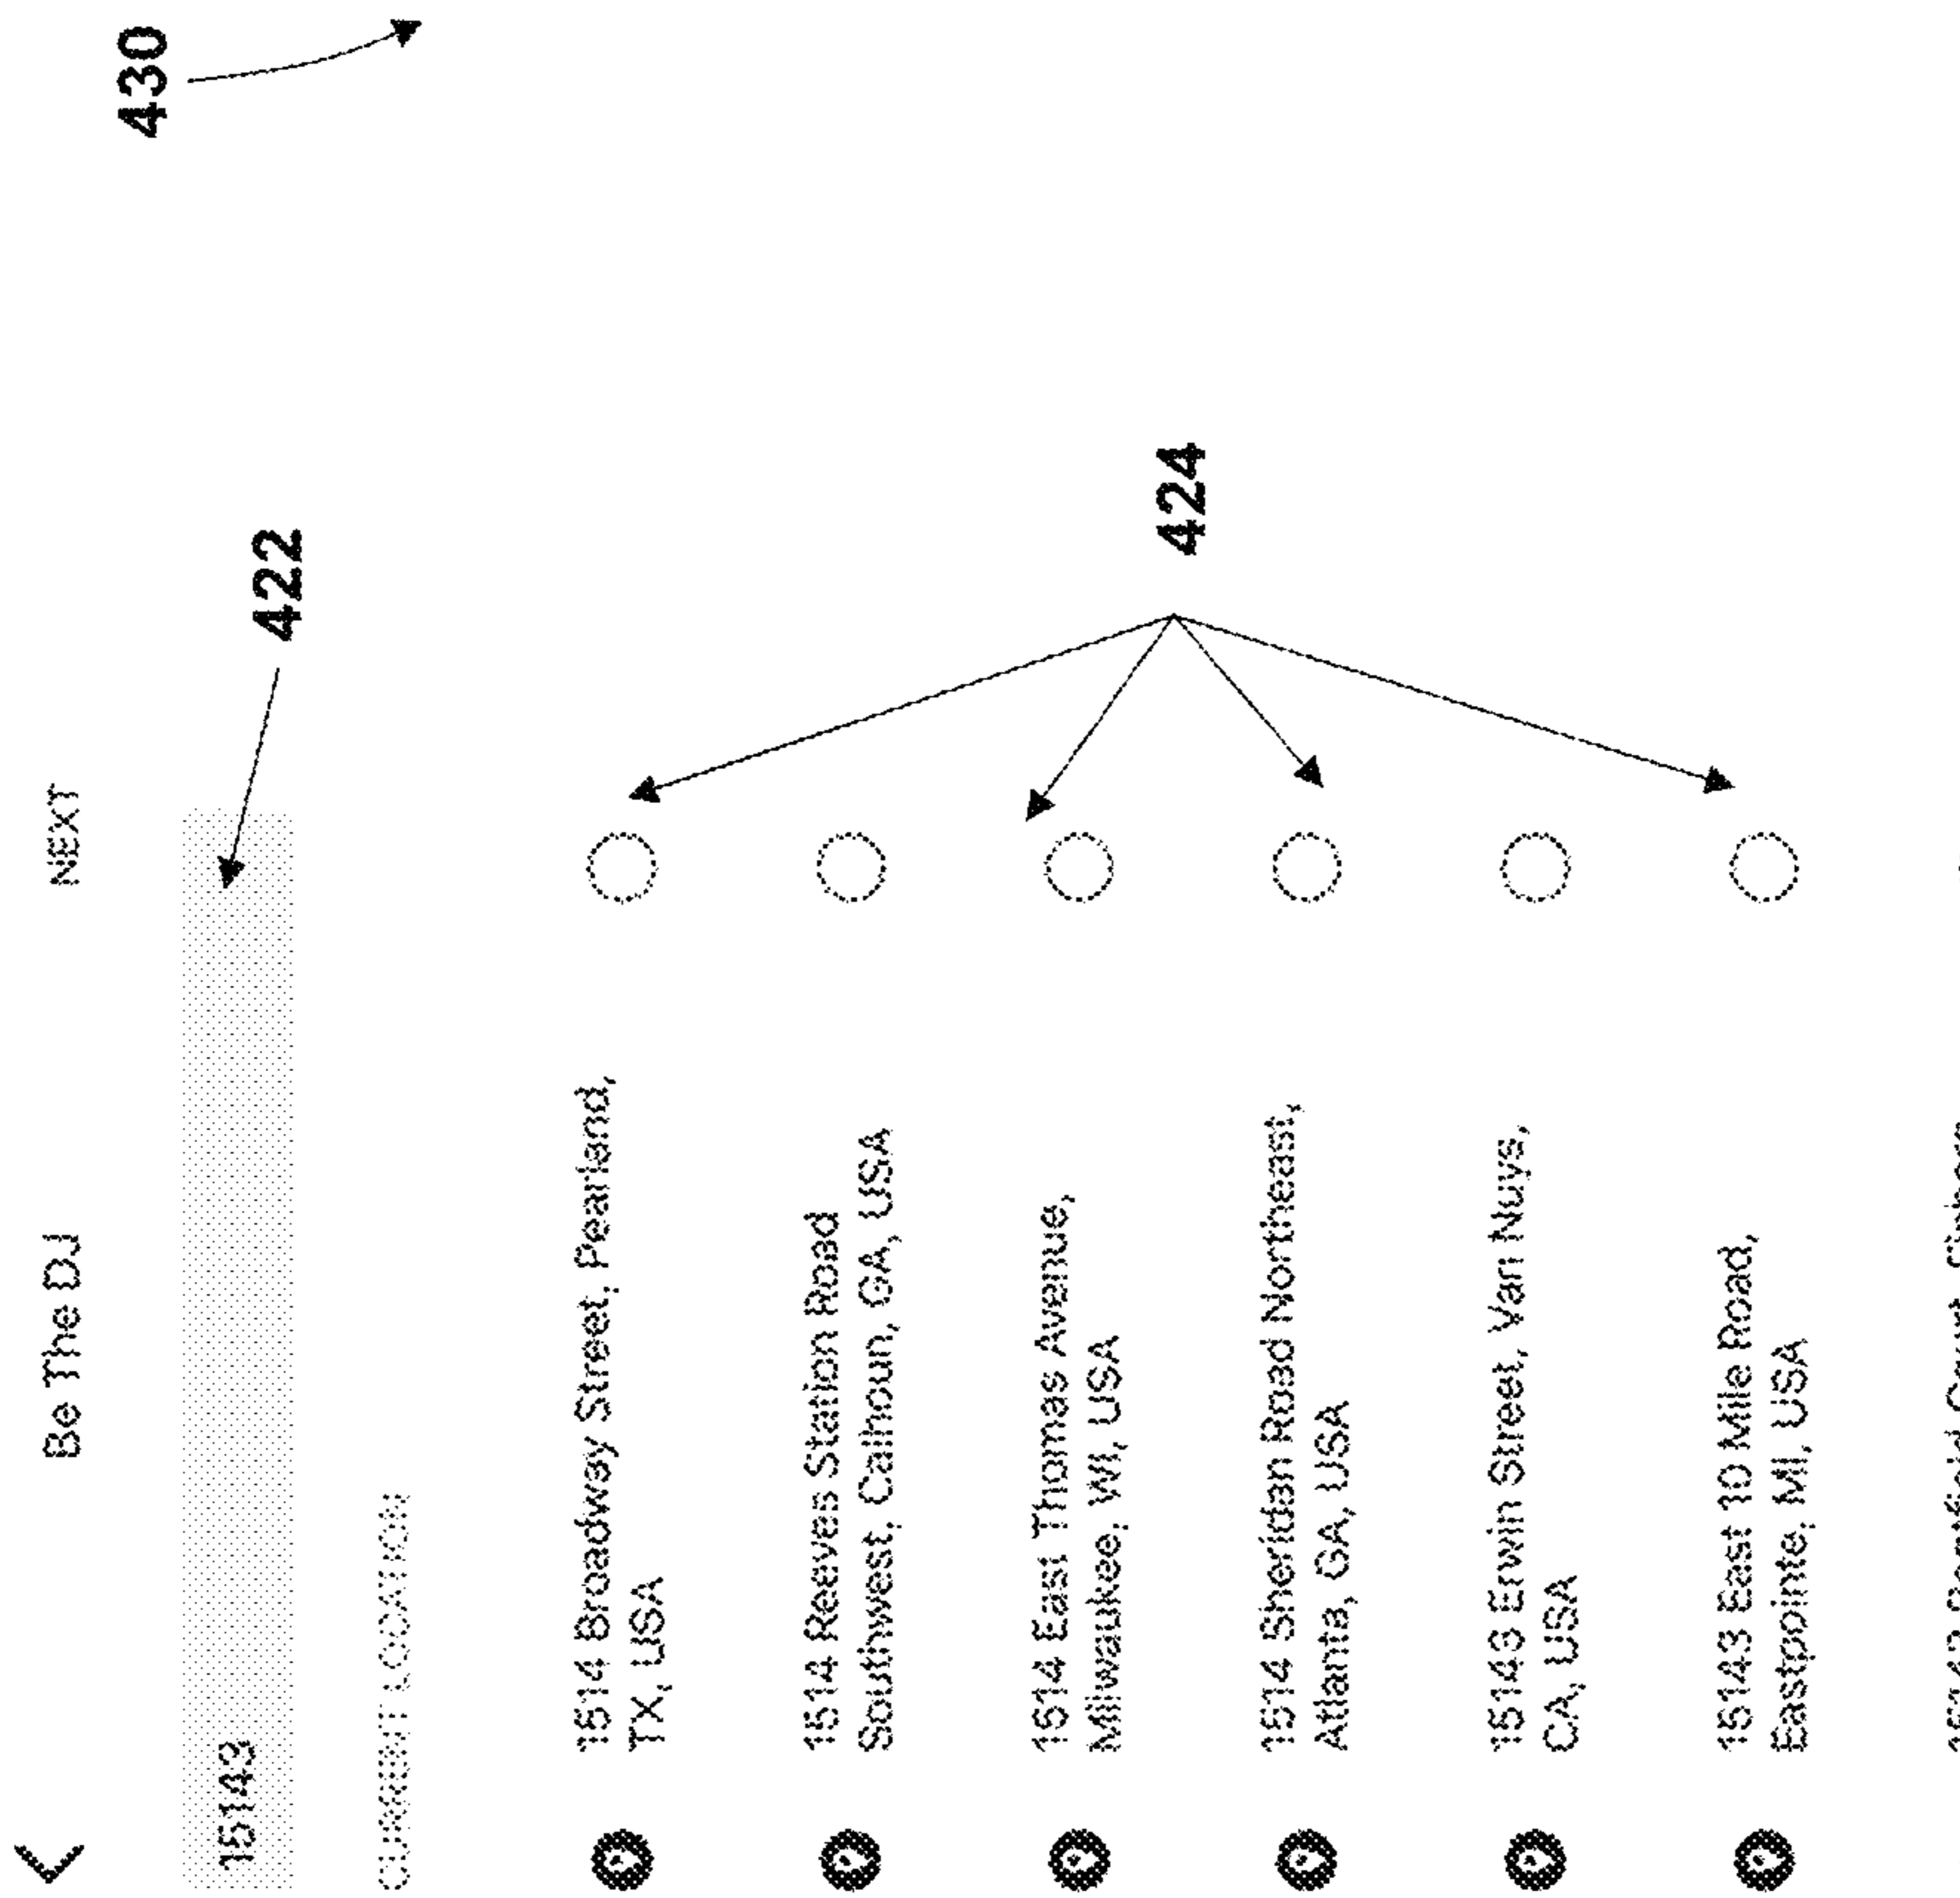 430
Be The DJ
NEXT
422
15143
CURRENT LOCATION
1514 Broadway Street, Pearland,
TX, USA
1514 Reeves Station Road
Southwest, Calhoun, GA, USA
424
1514 East Thomas Avenue,
Milwaukee, WI, USA
1514 Sheridan Road Northeast,
Atlanta, GA, USA
15143 Erwin Street, Van Nuys,
CA, USA
15143 East 10 Mile Road,
Eastpointe, MI, USA